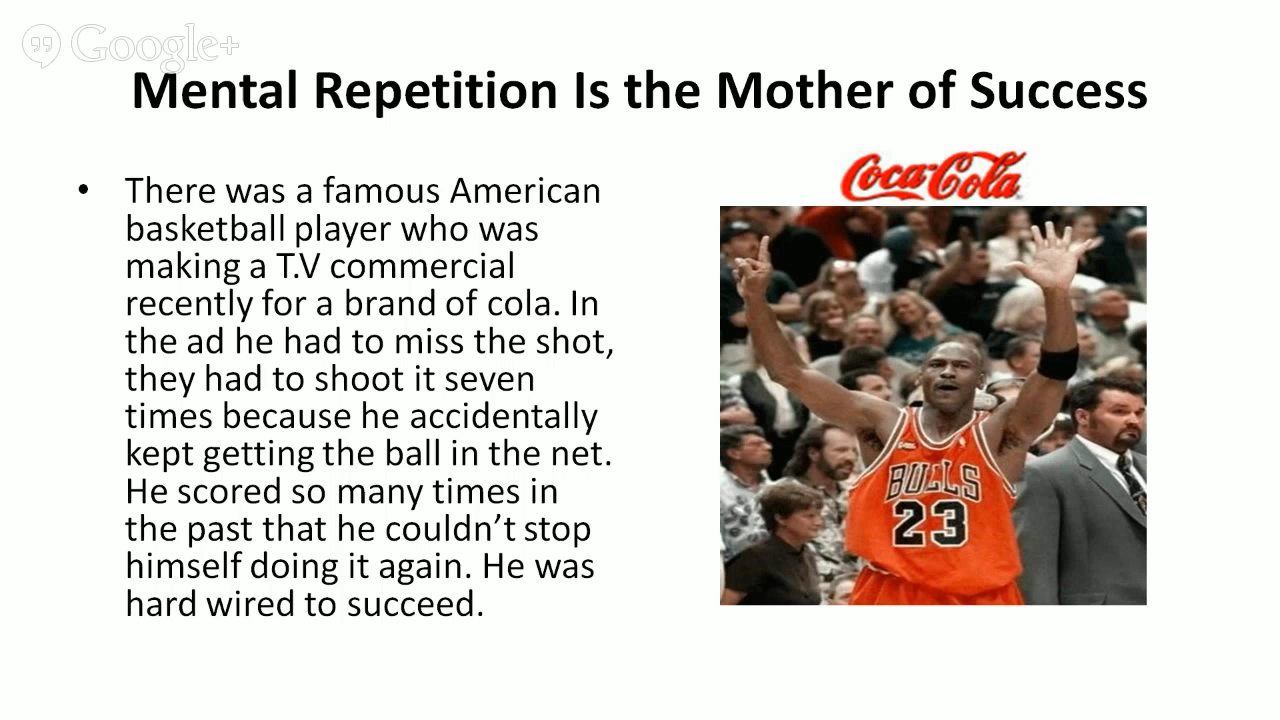 Google+
Mental Repetition Is the Mother of Success
Coca-Cola
• There was a famous American
basketball player who was
making a T.V commercial
recently for a brand of cola. In
the ad he had to miss the shot,
they had to shoot it seven
times because he accidentally
kept getting the ball in the net.
He scored so many times in
the past that he couldn’t stop
himself doing it again. He was
hard wired to succeed.
BULLS
23